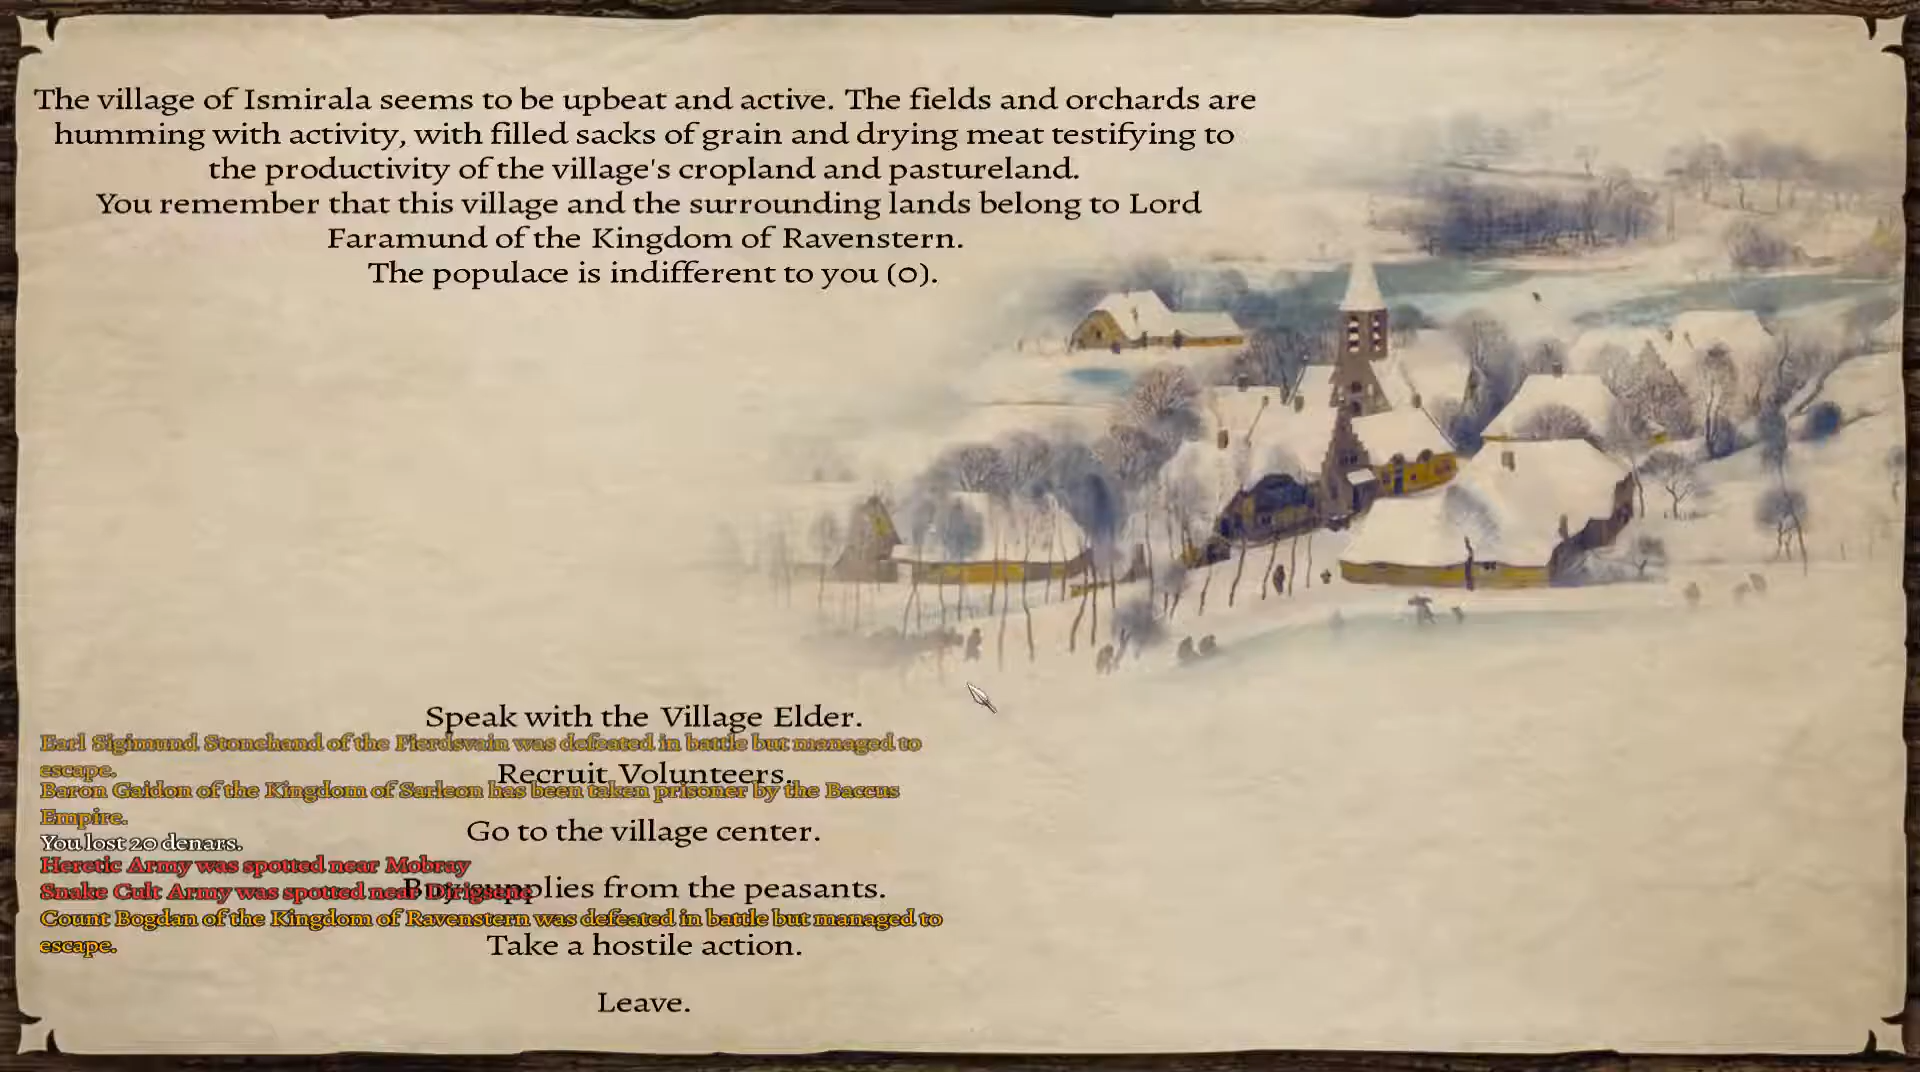 The village of Ismirala seems to be upbeat and active. The fields and orchards are
humming with activity, with filled sacks of grain and drying meat testifying to
the productivity of the village's cropland and pastureland.
You remember that this village and the surrounding lands belong to Lord
Faramund of the Kingdom of Ravenstern.
The populace is indifferent to you (0).
Speak with the Village Elder.
Earl Sigimund Stonehand of the Fierdsvain was defeated in battle but managed to
escape.
Recruit Volunteers.
Baron Gaidon of the Kingdom of Sarleon has been taken prisoner by the Baccus
Empire.
Go to the village center.
You lost 20 denars.
Heretic Army was spotted near Mobray
Buy supplies from the peasants.
Snake Cult Army was spotted near
Count Bogdan of the Kingdom of Ravenstern was defeated in battle but managed to
escape.
Take a hostile action.
Leave.